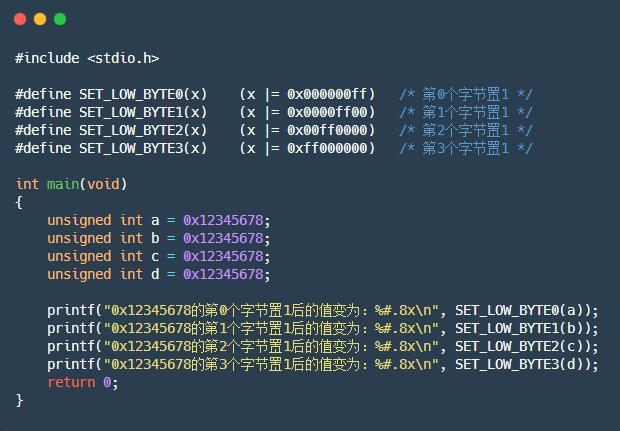 #include <stdio.h>

#define SET_LOW_BYTE0(x)    (x |= 0x000000ff)   /* 第0个字节置1 */
#define SET_LOW_BYTE1(x)    (x |= 0x0000ff00)   /* 第1个字节置1 */
#define SET_LOW_BYTE2(x)    (x |= 0x00ff0000)   /* 第2个字节置1 */
#define SET_LOW_BYTE3(x)    (x |= 0xff000000)   /* 第3个字节置1 */

int main(void)
{
    unsigned int a = 0x12345678;
    unsigned int b = 0x12345678;
    unsigned int c = 0x12345678;
    unsigned int d = 0x12345678;

    printf("0x12345678的第0个字节置1后的值变为：%#.8x\n", SET_LOW_BYTE0(a));
    printf("0x12345678的第1个字节置1后的值变为：%#.8x\n", SET_LOW_BYTE1(b));
    printf("0x12345678的第2个字节置1后的值变为：%#.8x\n", SET_LOW_BYTE2(c));
    printf("0x12345678的第3个字节置1后的值变为：%#.8x\n", SET_LOW_BYTE3(d));
    return 0;
}